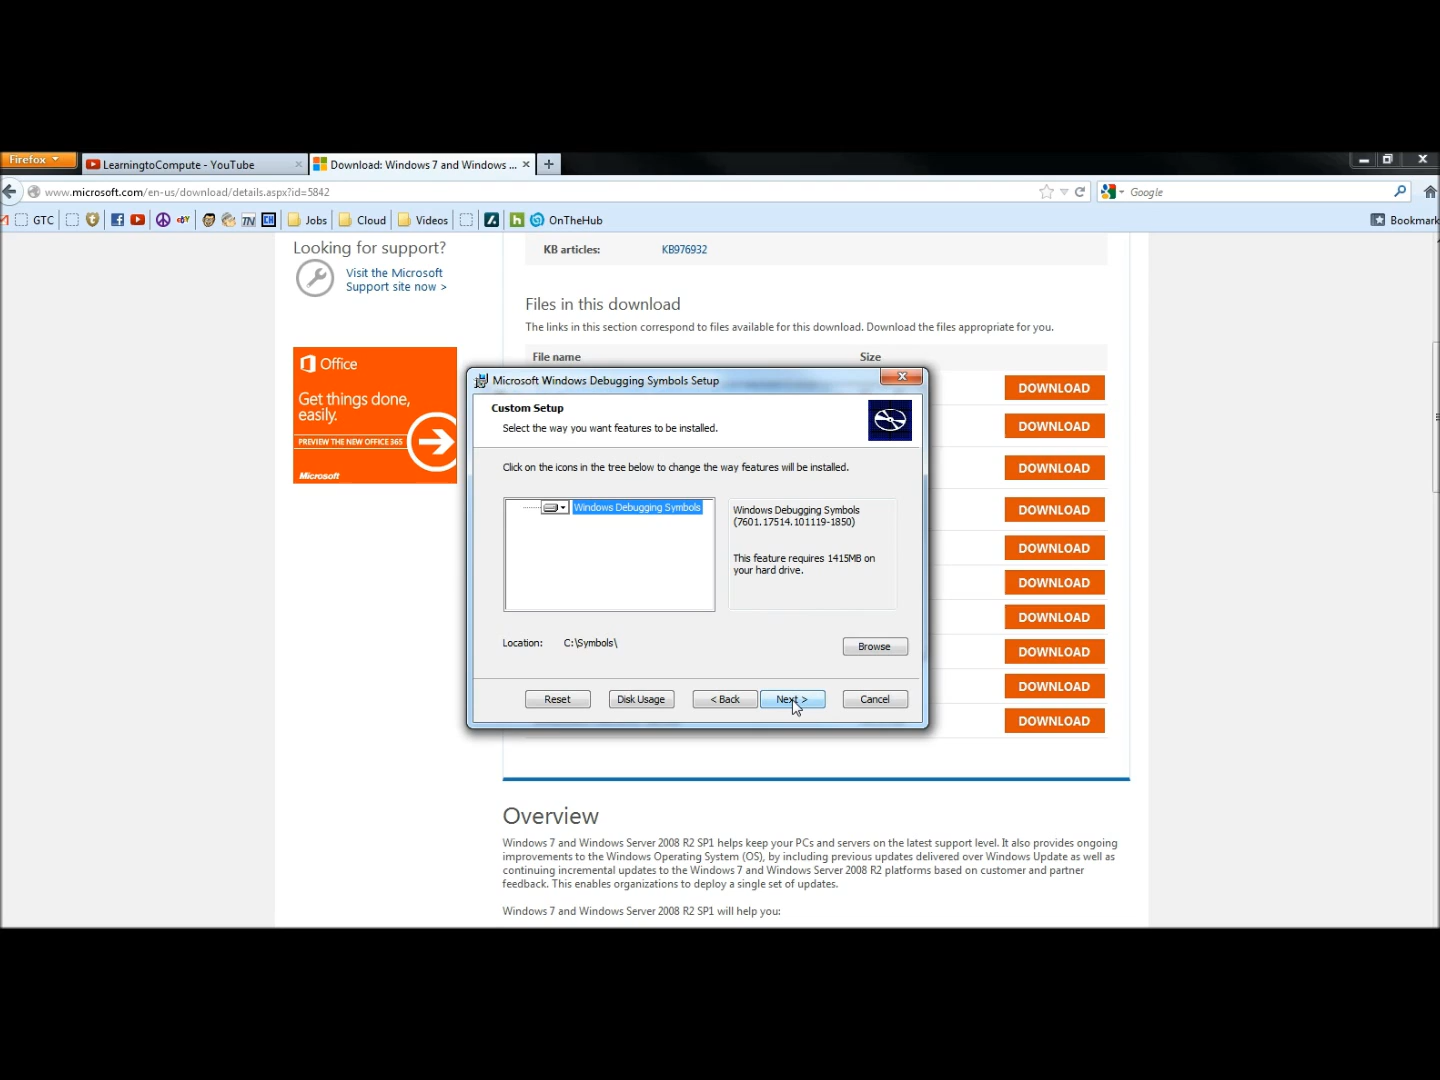 Firefox
LearningtoCompute - YouTube
Download: Windows 7 and Windows ...
www.microsoft.com/en-us/download/details.aspx?id=5842
Google
GTC
Jobs
Cloud
Videos
OnTheHub
Bookmark
Looking for support?
Visit the Microsoft
Support site now >
KB articles:
KB976932
Files in this download
The links in this section correspond to files available for this download. Download the files appropriate for you.
File name
Size
Office
Get things done,
easily.
PREVIEW THE NEW OFFICE 365
Microsoft
DOWNLOAD
DOWNLOAD
DOWNLOAD
DOWNLOAD
DOWNLOAD
DOWNLOAD
DOWNLOAD
DOWNLOAD
DOWNLOAD
DOWNLOAD
Microsoft Windows Debugging Symbols Setup
Custom Setup
Select the way you want features to be installed.
Click on the icons in the tree below to change the way features will be installed.
Windows Debugging Symbols
Windows Debugging Symbols
(7601.17514.101119-1850)
This feature requires 1415MB on
your hard drive.
Location:
C:\Symbols\
Browse
Reset
Disk Usage
< Back
Next >
Cancel
Overview
Windows 7 and Windows Server 2008 R2 SP1 helps keep your PCs and servers on the latest support level. It also provides ongoing
improvements to the Windows Operating System (OS), by including previous updates delivered over Windows Update as well as
continuing incremental updates to the Windows 7 and Windows Server 2008 R2 platforms based on customer and partner
feedback. This enables organizations to deploy a single set of updates.
Windows 7 and Windows Server 2008 R2 SP1 will help you: